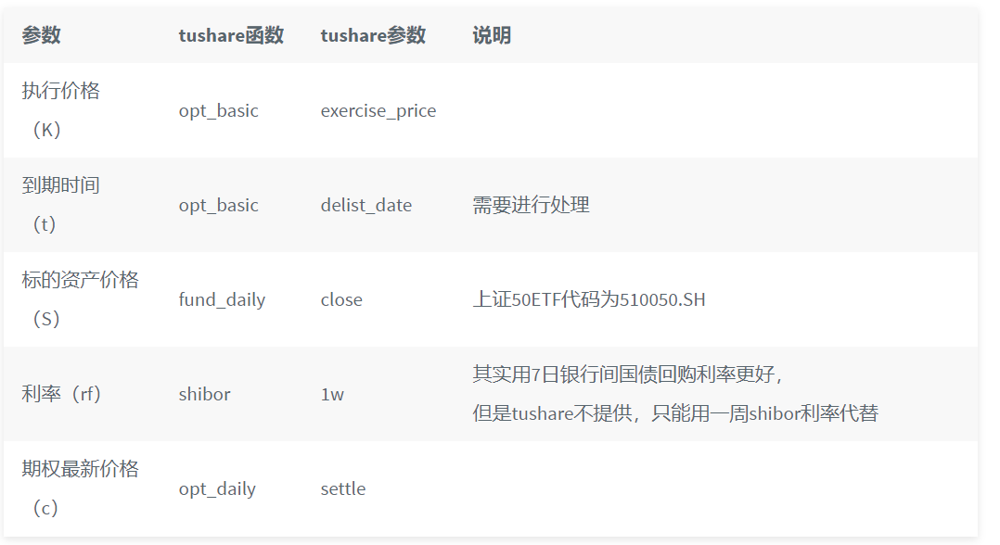 参数 tushare函数 tushare参数 说明
执行价格
（K） opt_basic exercise_price
到期时间
（t） opt_basic delist_date 需要进行处理
标的资产价格
（S） fund_daily close 上证50ETF代码为510050.SH
利率（rf） shibor 1w 其实用7日银行间国债回购利率更好，
但是tushare不提供，只能用一周shibor利率代替
期权最新价格
（c） opt_daily settle